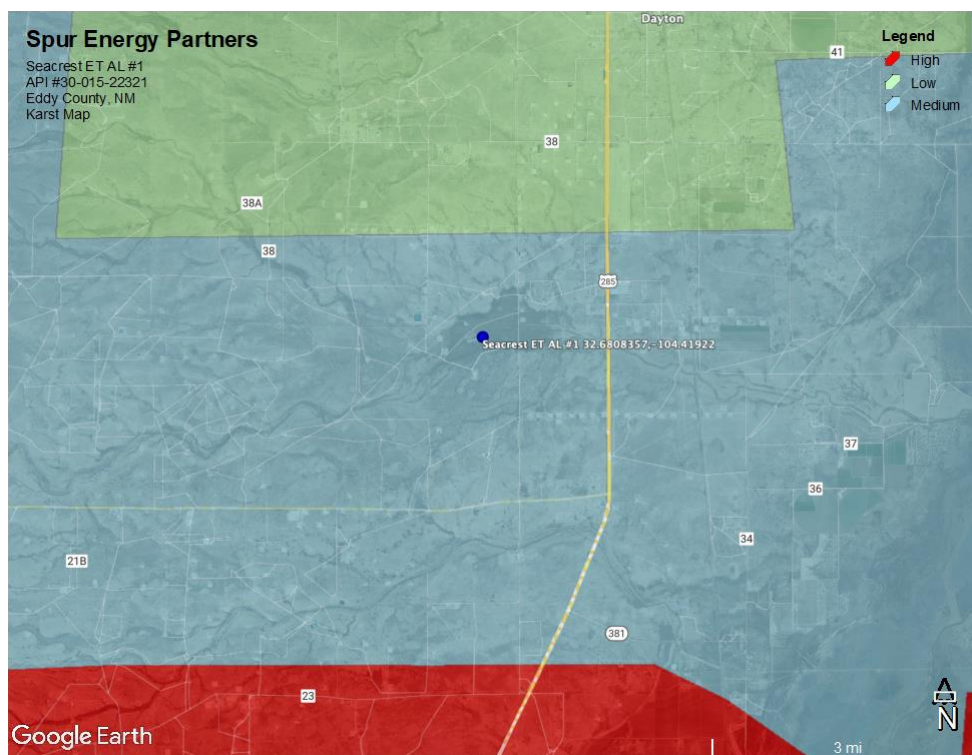 Spur Energy Partners
Seacrest ET AL #1
API #30-015-22321
Eddy County, NM
Karst Map
Dayton
Legend
High
Low
Medium
41
38
38A
38
285
Seacrest ET AL #1 32.6808357,-104.41922
37
36
34
21B
381
23
Google Earth
N
3 mi